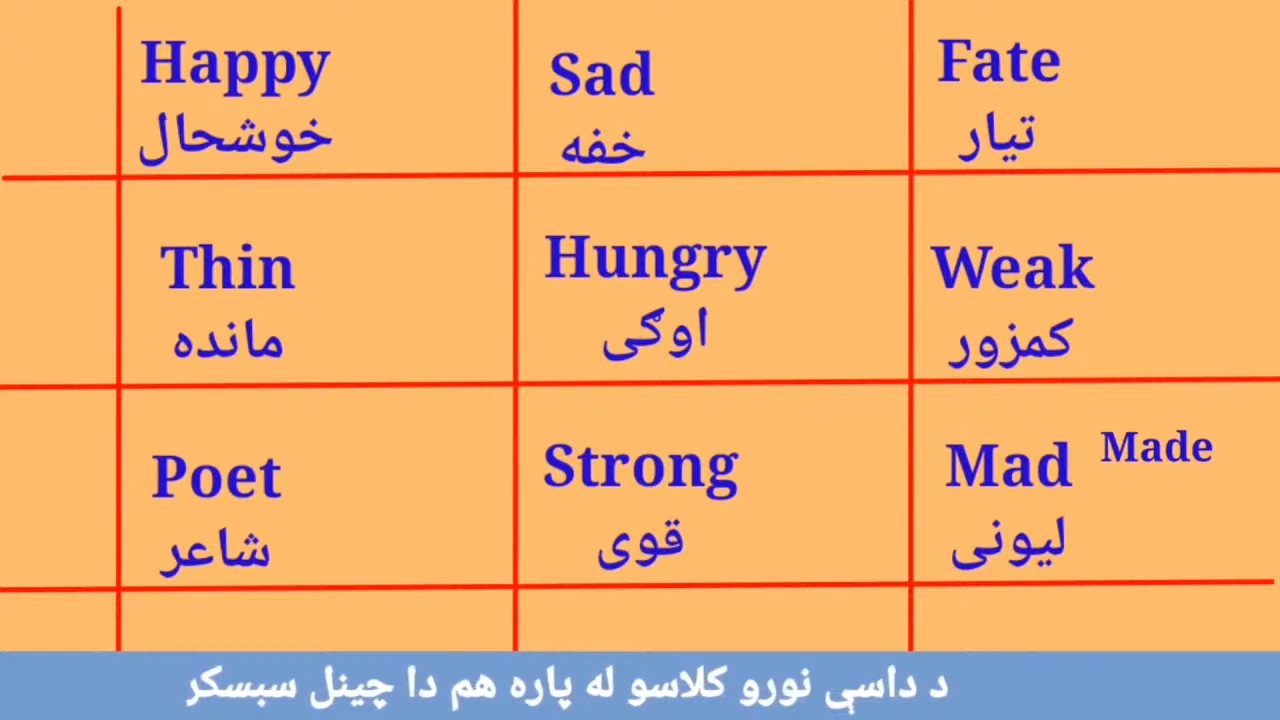 Happy
خوشحال
Sad
خفه
Fate
تیار
Thin
مانده
Hungry
اوګی
Weak
کمزور
Poet
شاعر
Strong
قوی
Mad Made
لیونی
د داسې نورو کلاسو له پاره هم دا چینل سبسکر